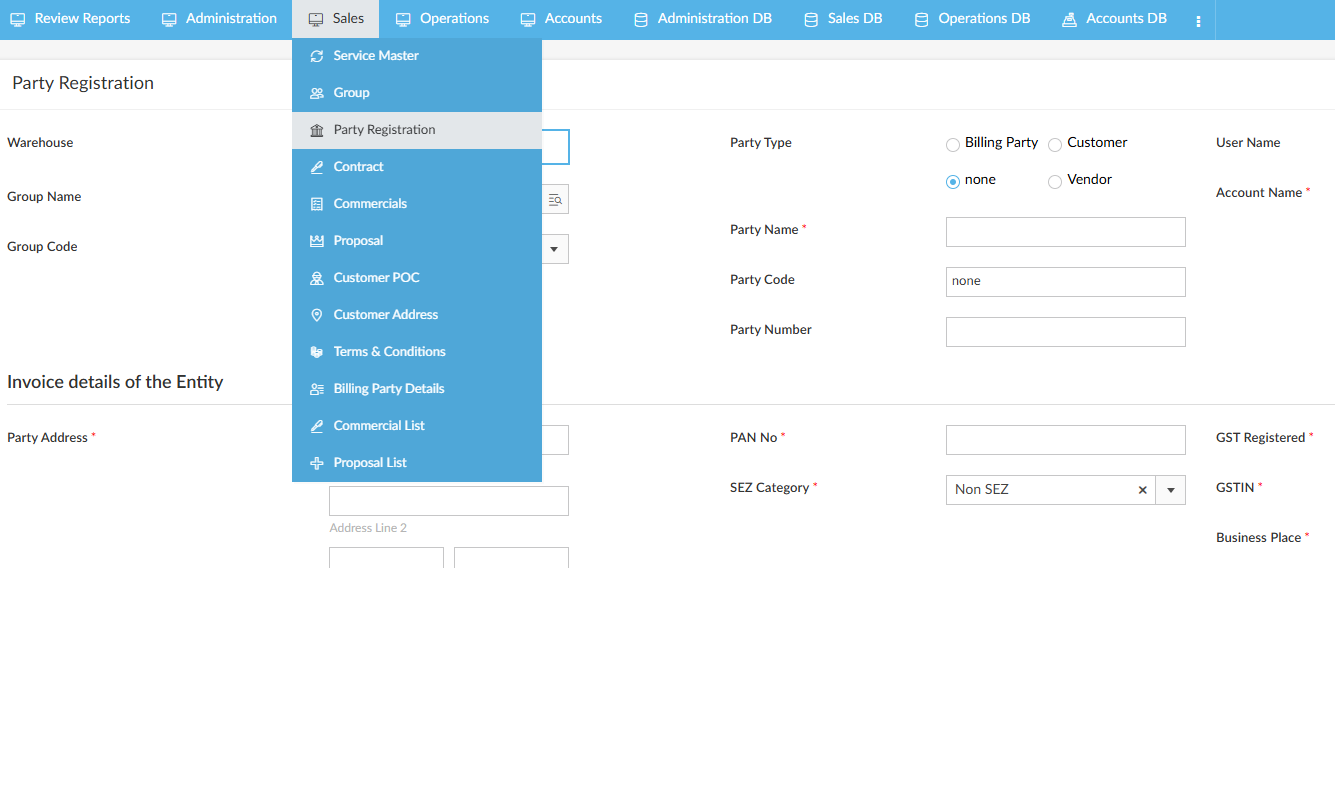 Review Reports Administration Sales Operations Accounts Administration DB Sales DB Operations DB Accounts DB
Service Master
Group
Party Registration
Contract
Commercials
Proposal
Customer POC
Customer Address
Terms & Conditions
Billing Party Details
Commercial List
Proposal List
Party Registration
Warehouse
Group Name
Group Code
Party Type
Billing Party Customer
none Vendor
Party Name *
Party Code none
Party Number
User Name
Account Name *
Invoice details of the Entity
Party Address *
Address Line 2
PAN No *
SEZ Category * Non SEZ
GST Registered *
GSTIN *
Business Place *